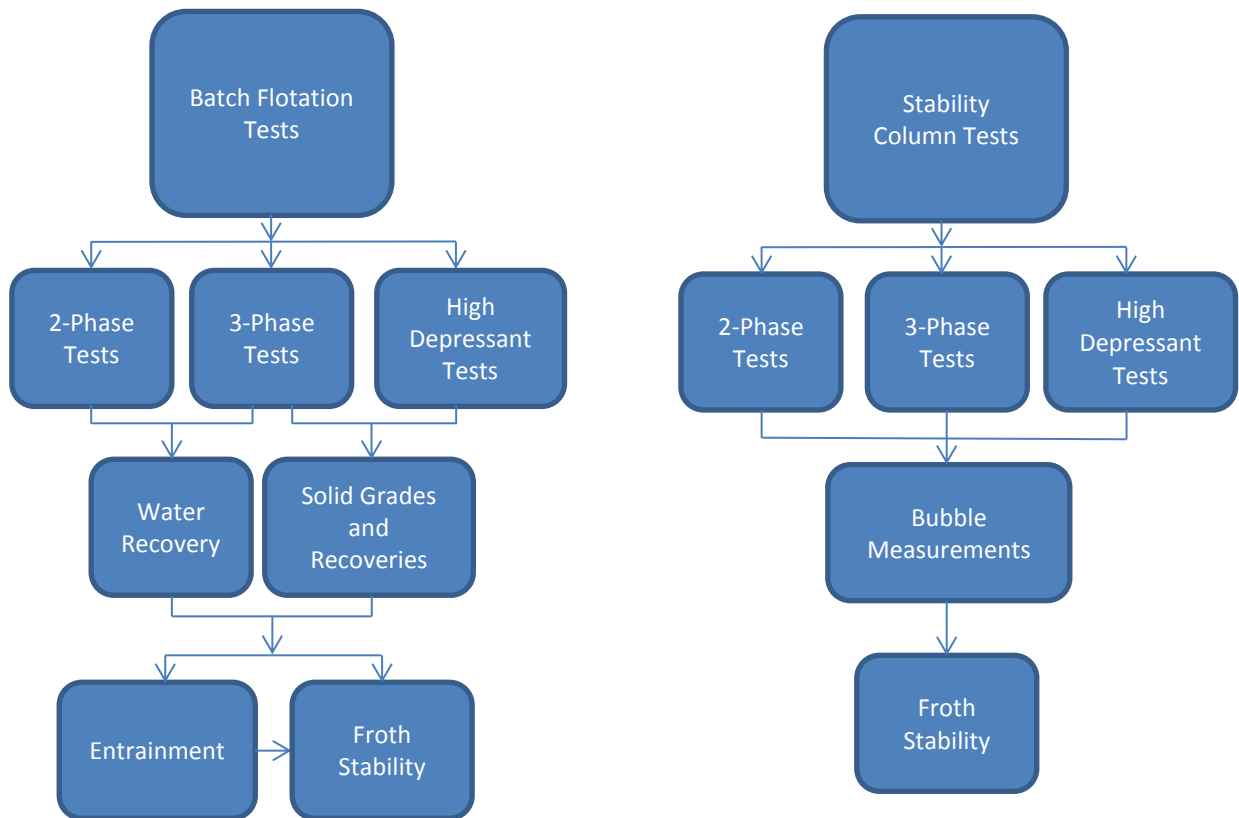 Batch Flotation
Tests
Stability
Column Tests
2-Phase
Tests
3-Phase
Tests
High
Depressant
Tests
2-Phase
Tests
3-Phase
Tests
High
Depressant
Tests
Water
Recovery
Solid Grades
and
Recoveries
Bubble
Measurements
Entrainment
Froth
Stability
Froth
Stability